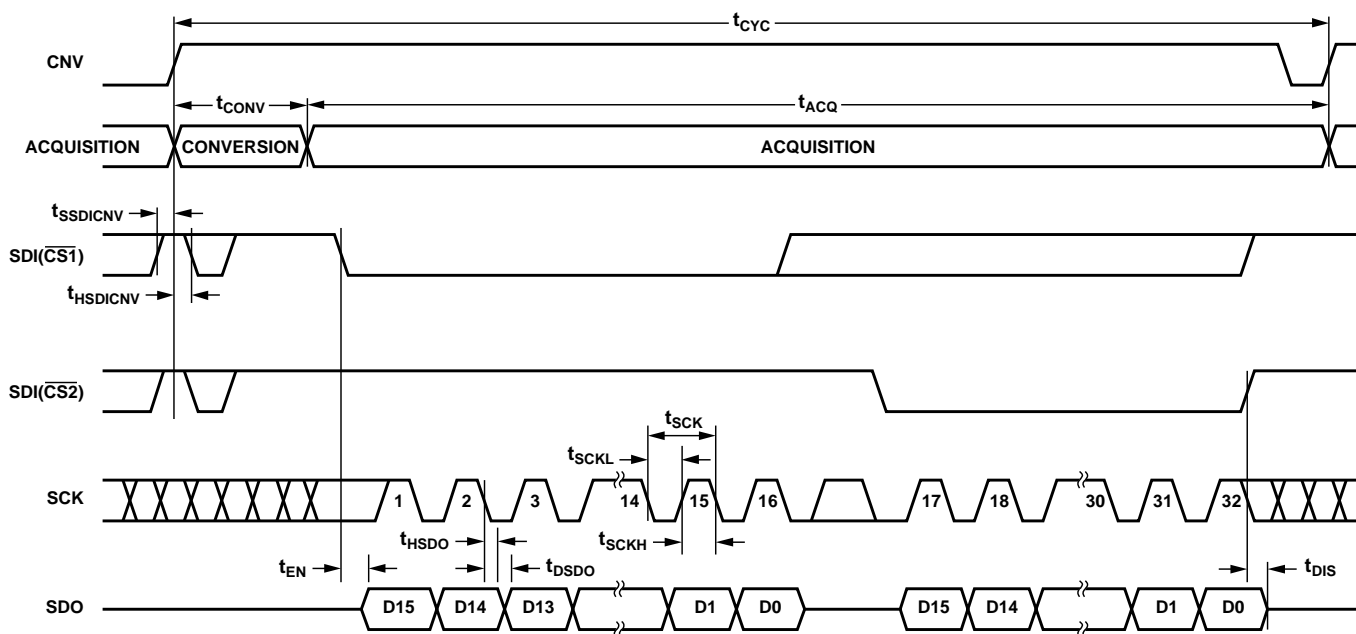 tCYC
CNV
tCONV
tACQ
ACQUISITION
CONVERSION
ACQUISITION
tSSDICNV
SDI(CS1)
tHSDICNV
SDI(CS2)
tSCK
tSCKL
SCK
1 2 3 14 15 16 17 18 30 31 32
tHSDO
tSCKH
tEN
tDSDO
tDIS
SDO
D15 D14 D13 D1 D0 D15 D14 D1 D0